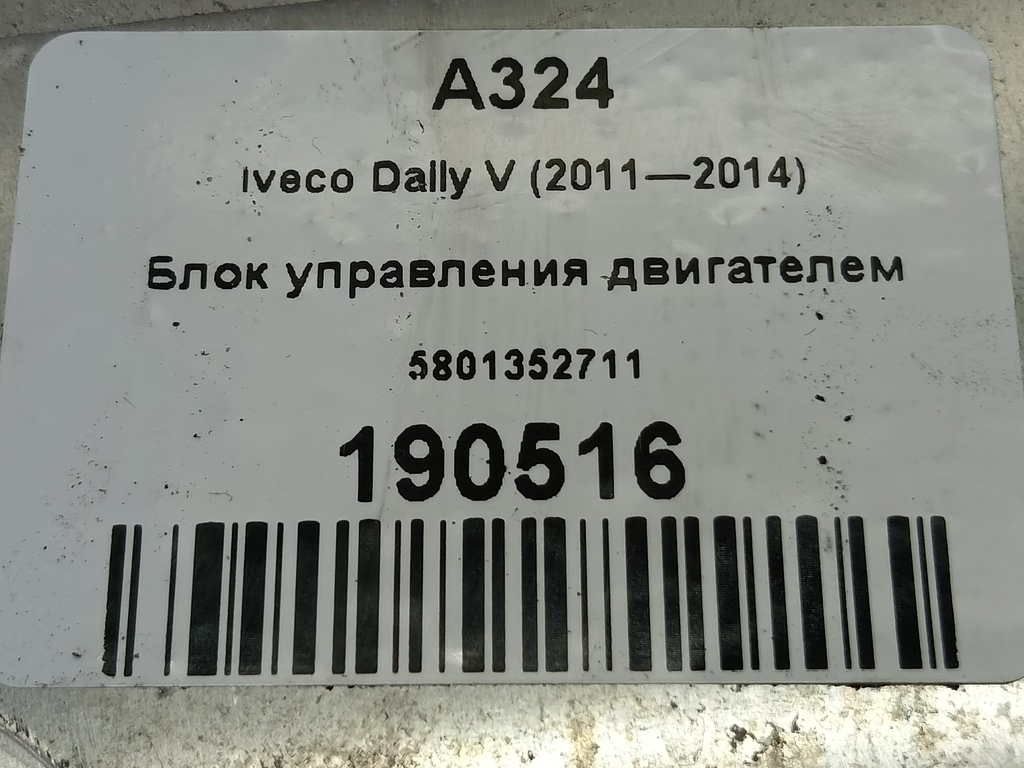 A324
Iveco Daily V (2011—2014)
Блок управления двигателем
5801352711
190516